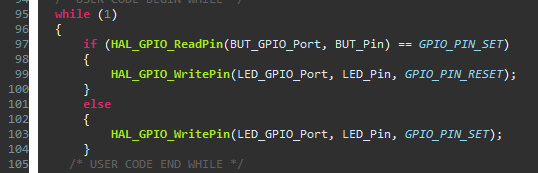 94 /* USER CODE BEGIN WHILE */
95 while (1)
96 {
97 if (HAL_GPIO_ReadPin(BUT_GPIO_Port, BUT_Pin) == GPIO_PIN_SET)
98 {
99 HAL_GPIO_WritePin(LED_GPIO_Port, LED_Pin, GPIO_PIN_RESET);
100 }
101 else
102 {
103 HAL_GPIO_WritePin(LED_GPIO_Port, LED_Pin, GPIO_PIN_SET);
104 }
105 /* USER CODE END WHILE */